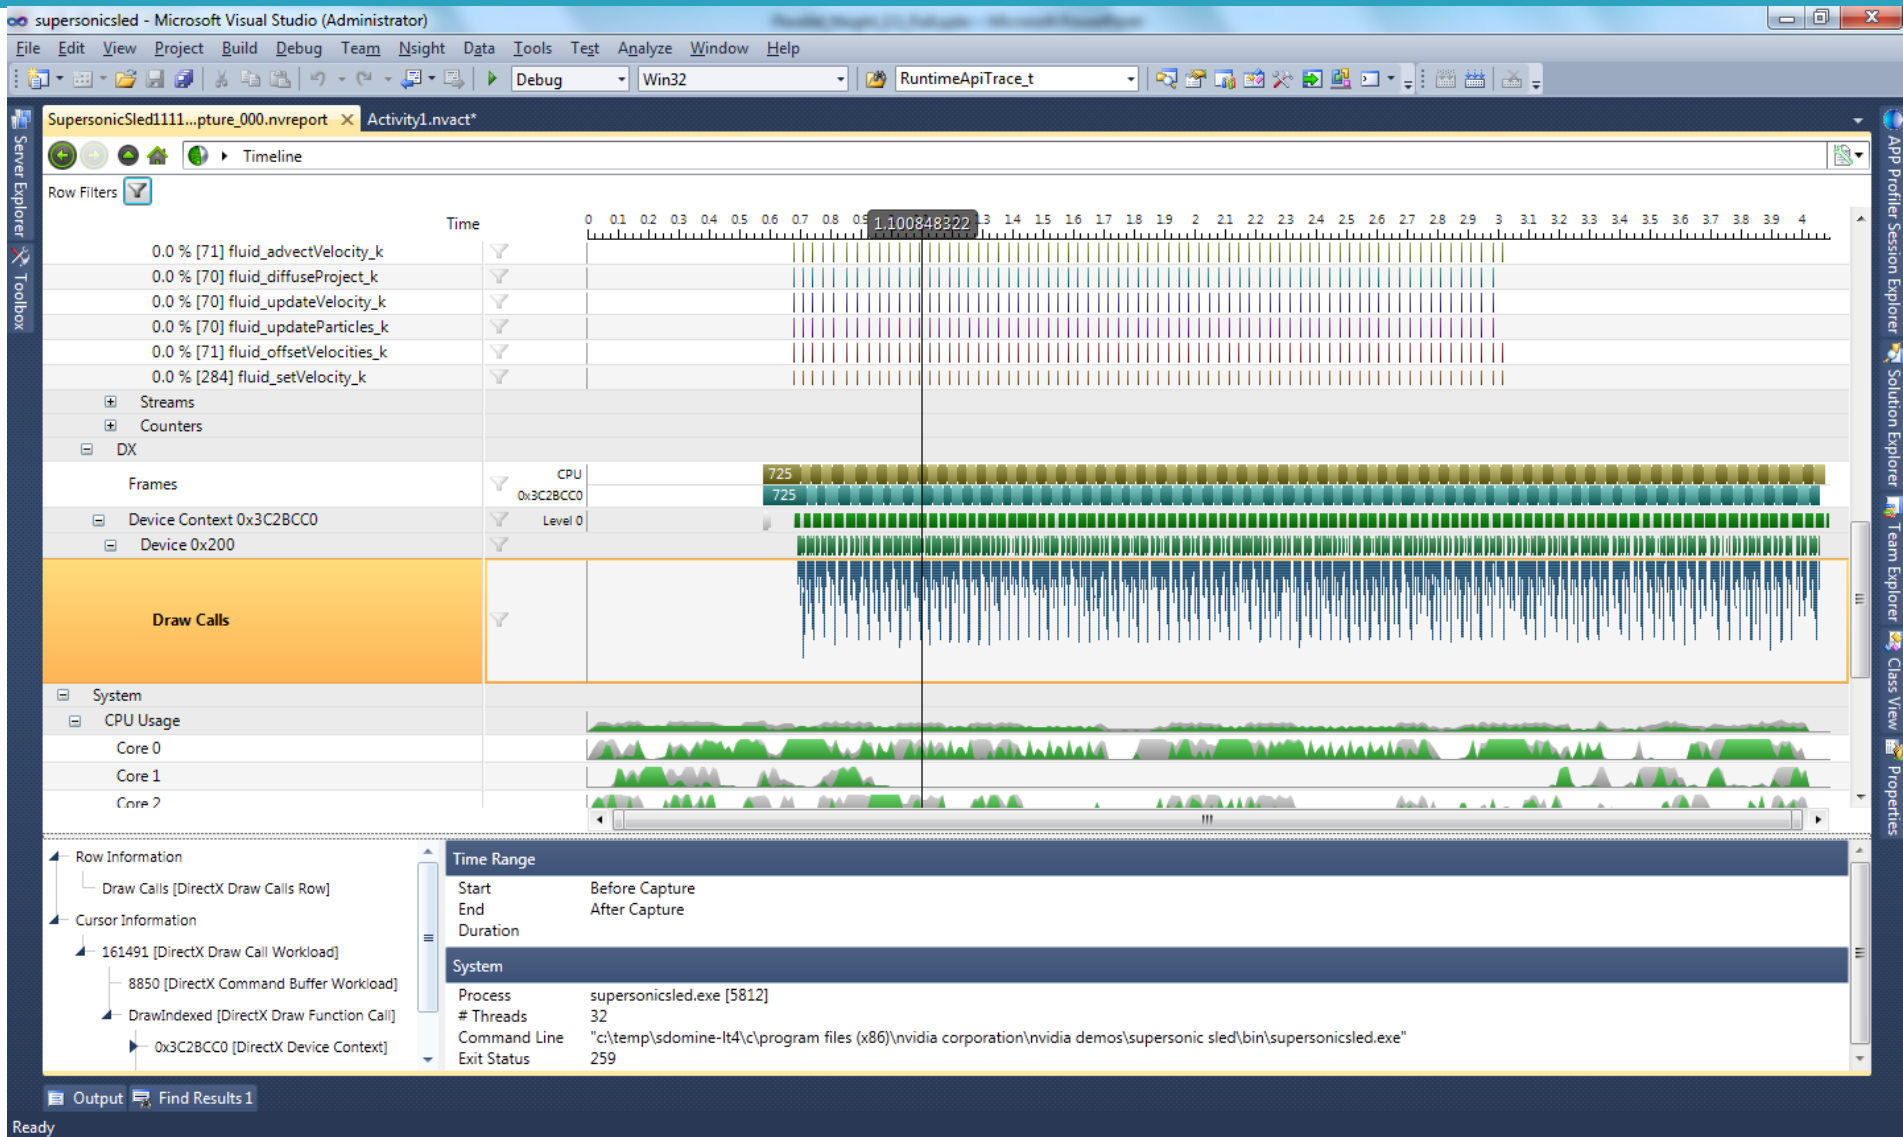 supersonicsled - Microsoft Visual Studio (Administrator)
File Edit View Project Build Debug Team Nsight Data Tools Test Analyze Window Help
Debug Win32 RuntimeApiTrace_t
SupersonicSled1111...pture_000.nvreport Activity1.nvact*
Timeline
Row Filters
Time 0 0.1 0.2 0.3 0.4 0.5 0.6 0.7 0.8 1.100848322 1.4 1.5 1.6 1.7 1.8 1.9 2 2.1 2.2 2.3 2.4 2.5 2.6 2.7 2.8 2.9 3 3.1 3.2 3.3 3.4 3.5 3.6 3.7 3.8 3.9 4
0.0 % [71] fluid_advectVelocity_k
0.0 % [70] fluid_diffuseProject_k
0.0 % [70] fluid_updateVelocity_k
0.0 % [70] fluid_updateParticles_k
0.0 % [71] fluid_offsetVelocities_k
0.0 % [284] fluid_setVelocity_k
Streams
Counters
DX
Frames CPU 725
0x3C2BCC0 725
Device Context 0x3C2BCC0 Level 0
Device 0x200
Draw Calls
System
CPU Usage
Core 0
Core 1
Core 2
Row Information
Draw Calls [DirectX Draw Calls Row]
Cursor Information
161491 [DirectX Draw Call Workload]
8850 [DirectX Command Buffer Workload]
DrawIndexed [DirectX Draw Function Call]
0x3C2BCC0 [DirectX Device Context]
Time Range
Start Before Capture
End After Capture
Duration
System
Process supersonicsled.exe [5812]
# Threads 32
Command Line "c:\temp\sdomine-lt4\c\program files (x86)\nvidia corporation\nvidia demos\supersonic sled\bin\supersonicsled.exe"
Exit Status 259
Server Explorer
Toolbox
APP Profiler Session Explorer
Solution Explorer
Team Explorer
Class View
Properties
Output Find Results 1
Ready